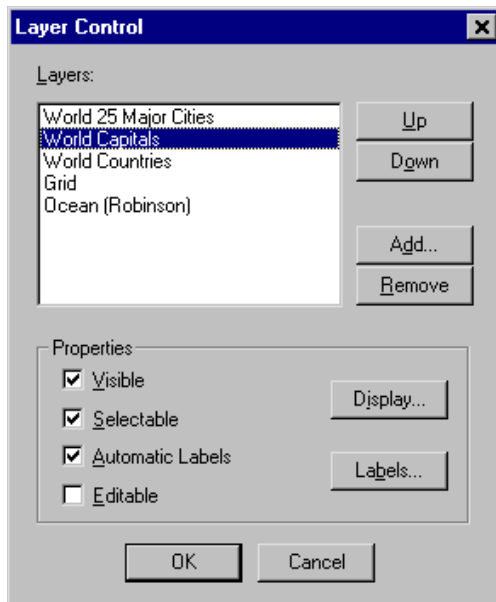 Layer Control
Layers:
World 25 Major Cities
World Capitals
World Countries
Grid
Ocean (Robinson)
Up
Down
Add...
Remove
Properties
Visible
Selectable
Automatic Labels
Editable
Display...
Labels...
OK
Cancel